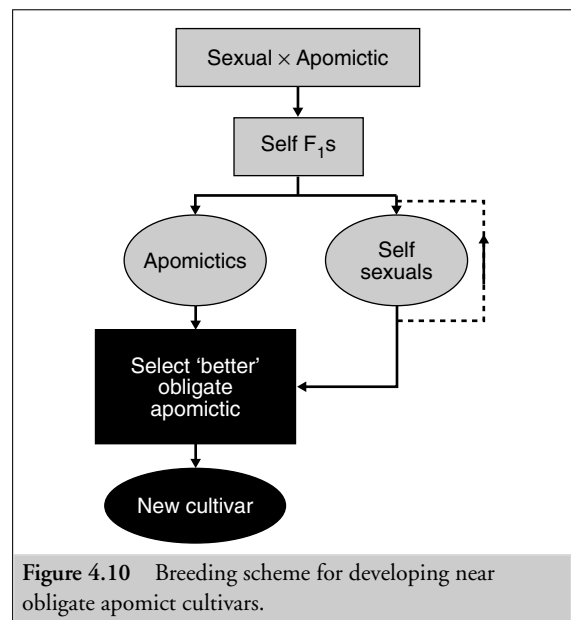 Sexual × Apomictic
Self F₁s
Apomictics
Self
sexuals
Select ‘better’
obligate
apomictic
New cultivar
Figure 4.10 Breeding scheme for developing near
obligate apomict cultivars.